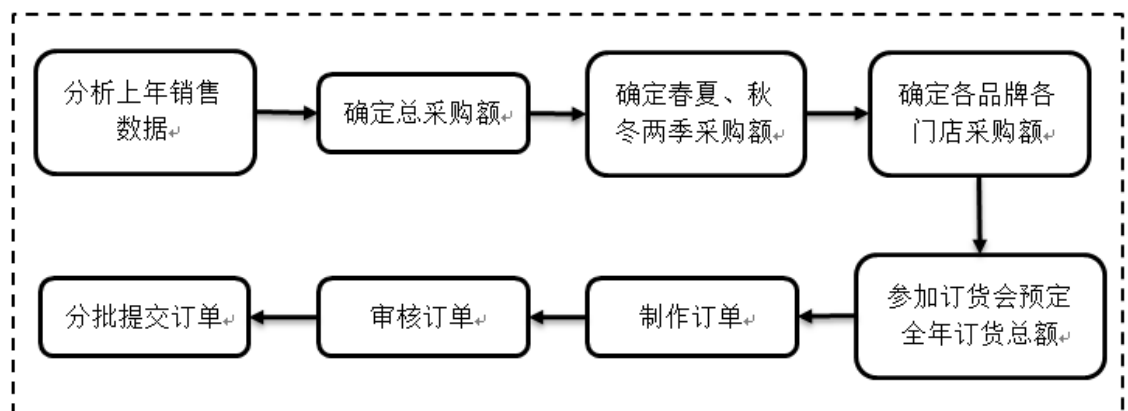 分析上年销售
数据
确定总采购额
确定春夏、秋
冬两季采购额
确定各品牌各
门店采购额
参加订货会预定
全年订货总额
制作订单
审核订单
分批提交订单